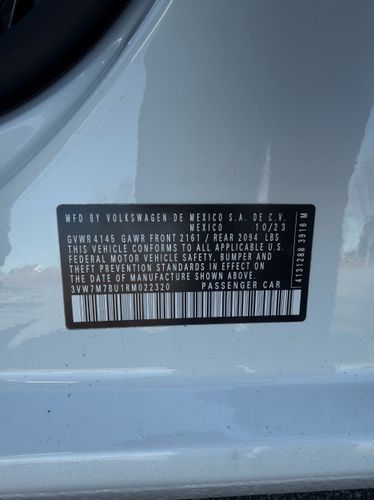 MFD BY VOLKSWAGEN DE MEXICO S.A. DE C.V.
MEXICO 10/23
GVWR 4145 GAWR FRONT 2161 / REAR 2094 LBS
THIS VEHICLE CONFORMS TO ALL APPLICABLE U.S.
FEDERAL MOTOR VEHICLE SAFETY, BUMPER AND
THEFT PREVENTION STANDARDS IN EFFECT ON
THE DATE OF MANUFACTURE SHOWN ABOVE.
3VW7M7BU1RM022320 PASSENGER CAR
4131288 3916 M